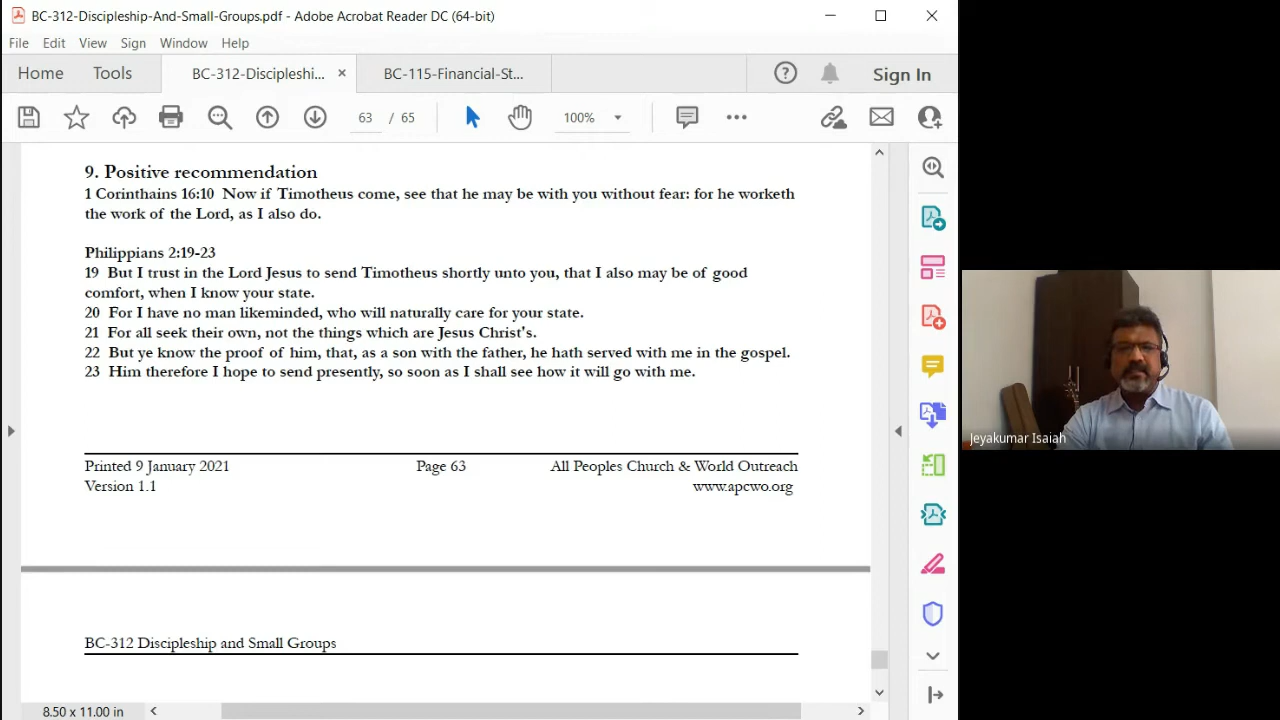 BC-312-Discipleship-And-Small-Groups.pdf - Adobe Acrobat Reader DC (64-bit)
File Edit View Sign Window Help
Home Tools BC-312-Discipleshi... × BC-115-Financial-St... Sign In
63 / 65 100%
9. Positive recommendation
1 Corinthains 16:10 Now if Timotheus come, see that he may be with you without fear: for he worketh
the work of the Lord, as I also do.
Philippians 2:19-23
19 But I trust in the Lord Jesus to send Timotheus shortly unto you, that I also may be of good
comfort, when I know your state.
20 For I have no man likeminded, who will naturally care for your state.
21 For all seek their own, not the things which are Jesus Christ's.
22 But ye know the proof of him, that, as a son with the father, he hath served with me in the gospel.
23 Him therefore I hope to send presently, so soon as I shall see how it will go with me.
Printed 9 January 2021 Page 63 All Peoples Church & World Outreach
Version 1.1 www.apcwo.org
BC-312 Discipleship and Small Groups
8.50 x 11.00 in
Jeyakumar Isaiah